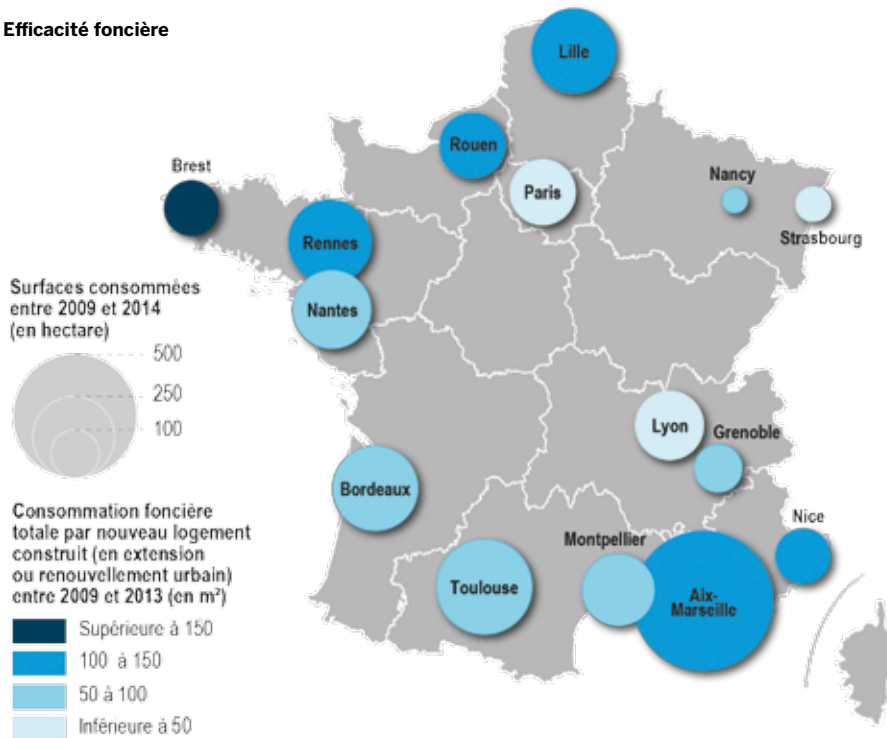 Efficacité foncière
Lille
Rouen
Brest
Paris
Nancy
Strasbourg
Rennes
Nantes
Surfaces consommées
entre 2009 et 2014
(en hectare)
500
250
100
Lyon
Grenoble
Bordeaux
Consommation foncière
totale par nouveau logement
construit (en extension
ou renouvellement urbain)
entre 2009 et 2013 (en m²)
Supérieure à 150
100 à 150
50 à 100
Inférieure à 50
Nice
Montpellier
Toulouse
Aix-
Marseille